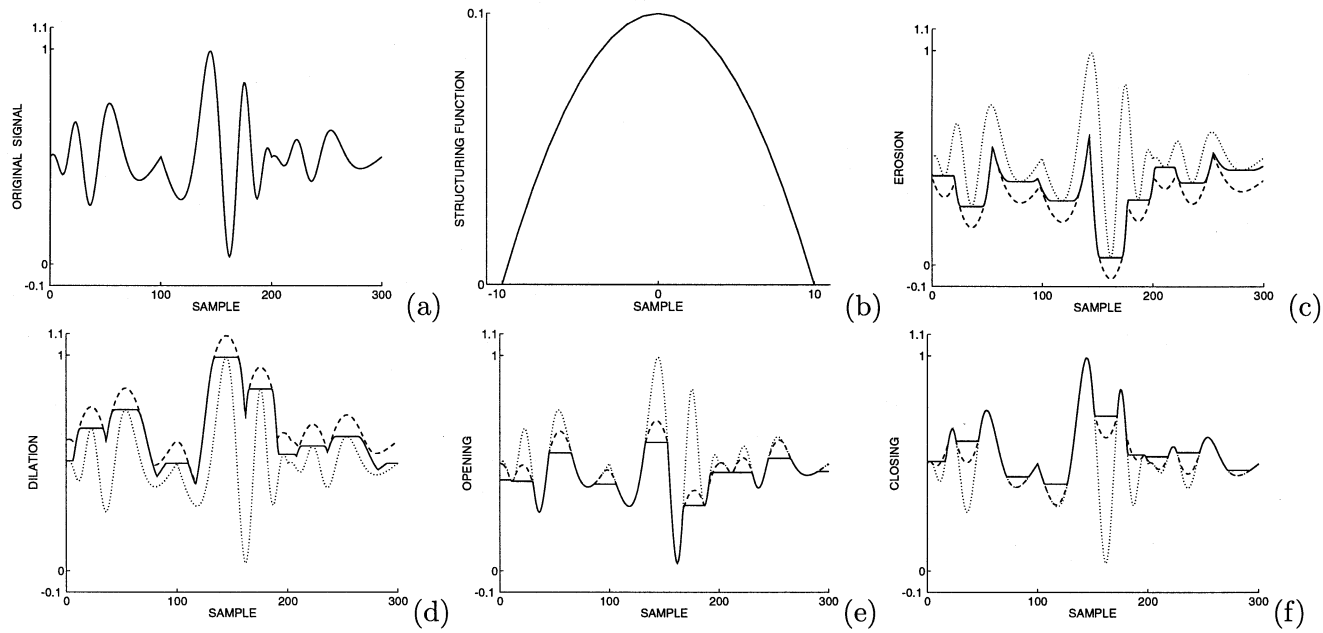 1.1
1
0
-0.1
ORIGINAL SIGNAL
0 100 200 300
SAMPLE
(a)
0.1
0
STRUCTURING FUNCTION
-10 0 10
SAMPLE
(b)
1.1
1
0
-0.1
EROSION
0 100 200 300
SAMPLE
(c)
1.1
1
0
-0.1
DILATION
0 100 200 300
SAMPLE
(d)
1.1
1
0
-0.1
OPENING
0 100 200 300
SAMPLE
(e)
1.1
1
0
-0.1
CLOSING
0 100 200 300
SAMPLE
(f)